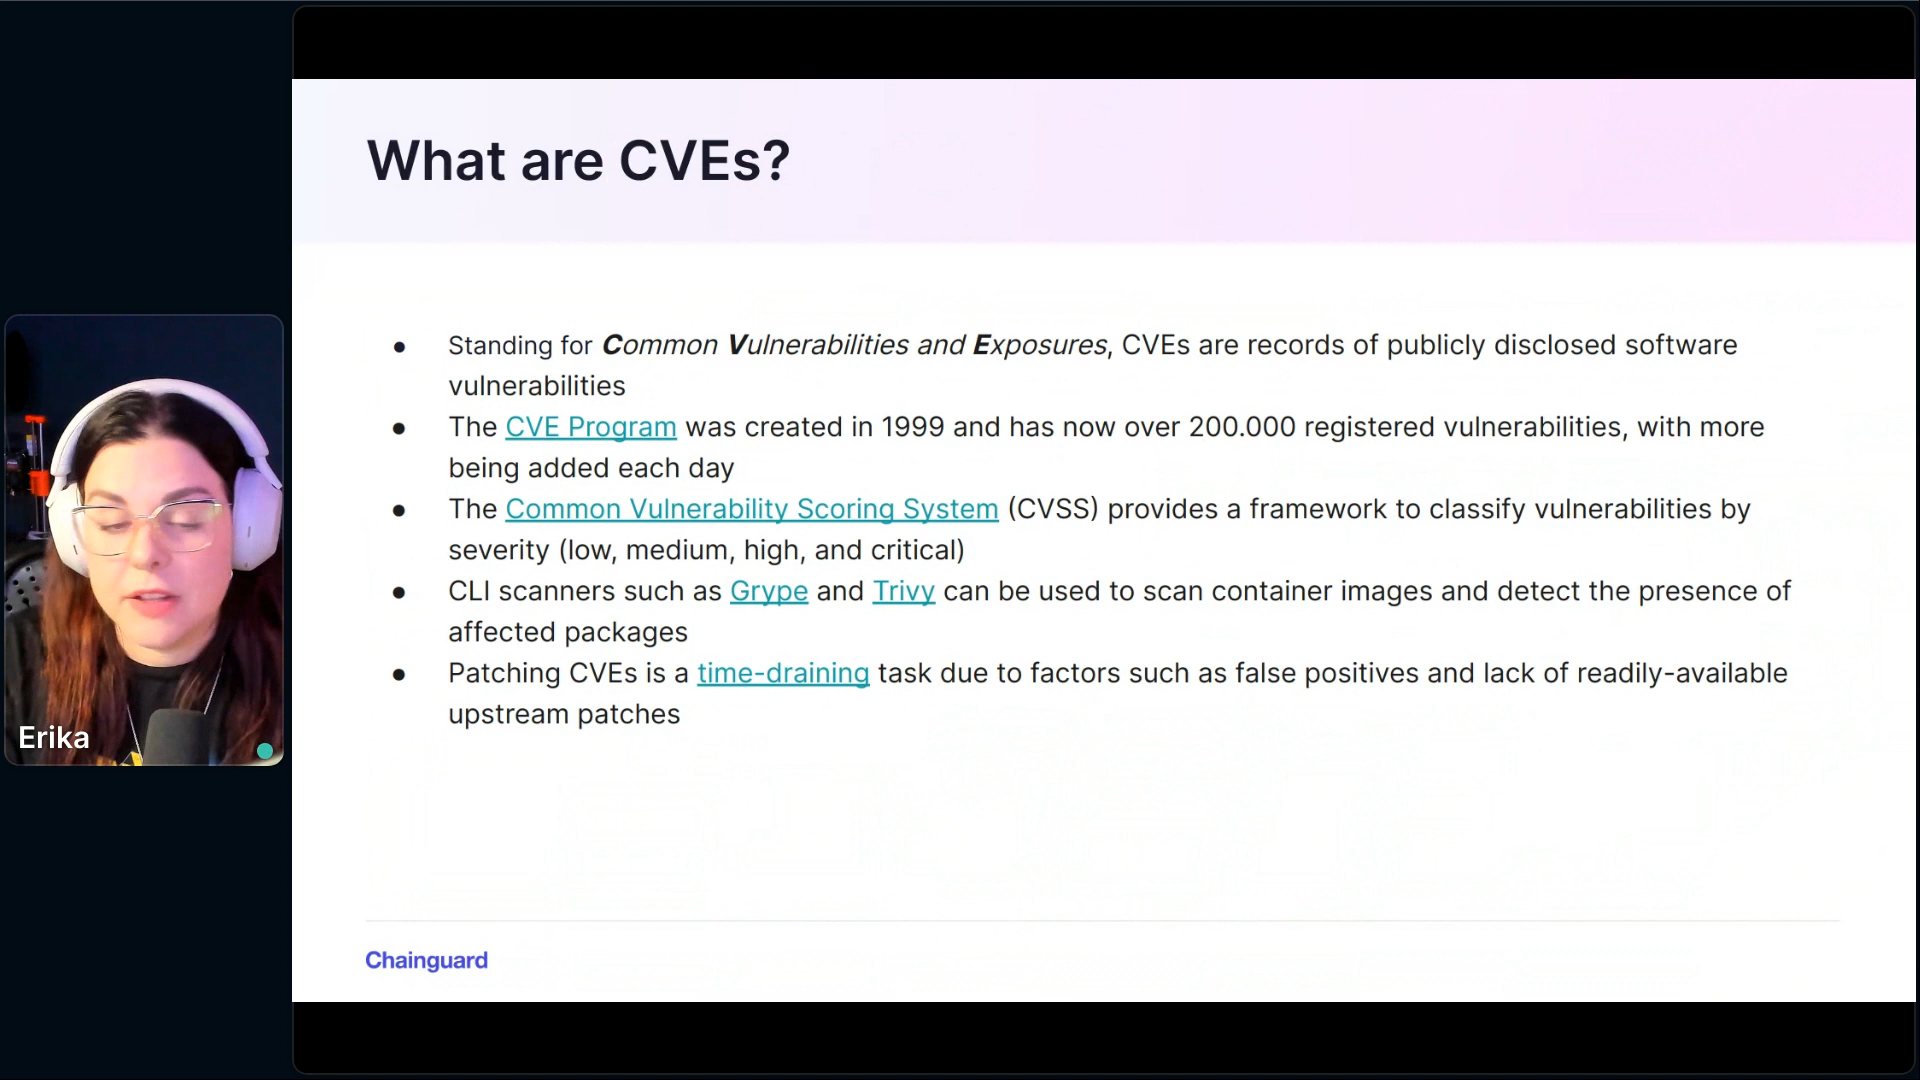 What are CVEs?
● Standing for Common Vulnerabilities and Exposures, CVEs are records of publicly disclosed software
vulnerabilities
● The CVE Program was created in 1999 and has now over 200.000 registered vulnerabilities, with more
being added each day
● The Common Vulnerability Scoring System (CVSS) provides a framework to classify vulnerabilities by
severity (low, medium, high, and critical)
● CLI scanners such as Grype and Trivy can be used to scan container images and detect the presence of
affected packages
● Patching CVEs is a time-draining task due to factors such as false positives and lack of readily-available
upstream patches
Erika
Chainguard